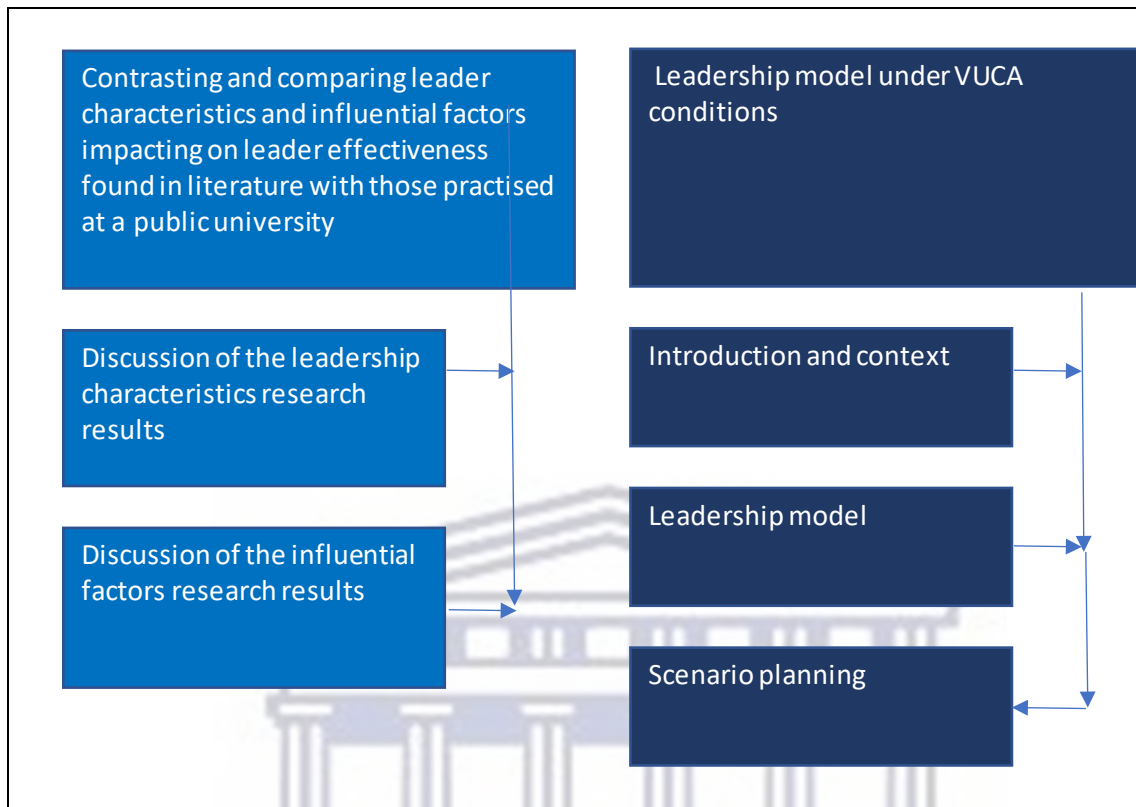 Contrasting and comparing leader
characteristics and influential factors
impacting on leader effectiveness
found in literature with those practised
at a public university
Discussion of the leadership
characteristics research
results
Discussion of the influential
factors research results
Leadership model under VUCA
conditions
Introduction and context
Leadership model
Scenario planning